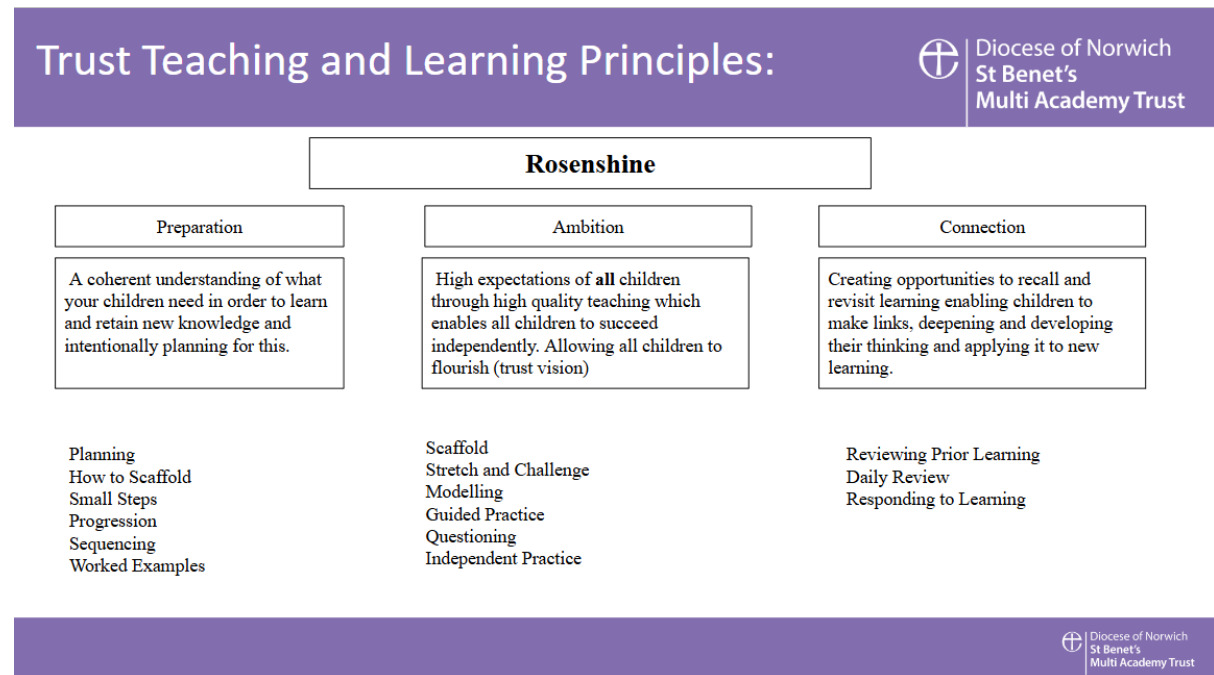 Trust Teaching and Learning Principles:
Diocese of Norwich
St Benet's
Multi Academy Trust
Rosenshine
Preparation
A coherent understanding of what
your children need in order to learn
and retain new knowledge and
intentionally planning for this.
Planning
How to Scaffold
Small Steps
Progression
Sequencing
Worked Examples
Ambition
High expectations of all children
through high quality teaching which
enables all children to succeed
independently. Allowing all children to
flourish (trust vision)
Scaffold
Stretch and Challenge
Modelling
Guided Practice
Questioning
Independent Practice
Connection
Creating opportunities to recall and
revisit learning enabling children to
make links, deepening and developing
their thinking and applying it to new
learning.
Reviewing Prior Learning
Daily Review
Responding to Learning
Diocese of Norwich
St Benet's
Multi Academy Trust